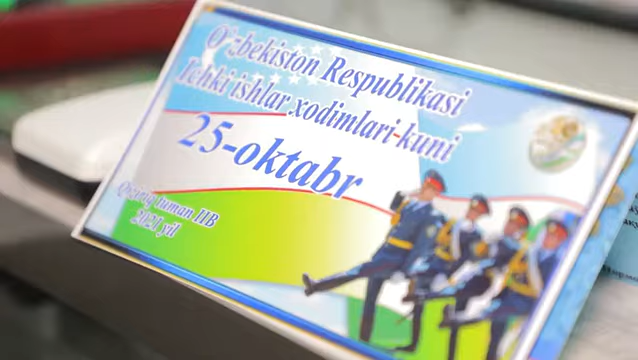 O'zbekiston Respublikasi
Ichki ishlar xodimlari kuni
25-oktabr
tuman IIB
2021 yil